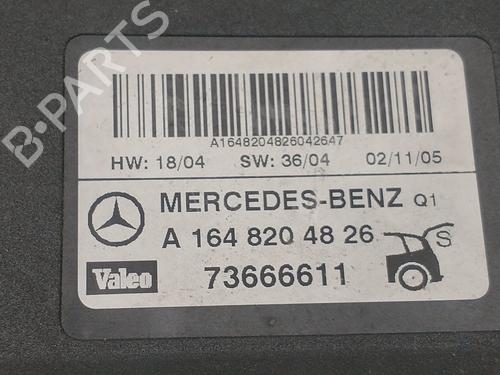 B-PARTS
A1648204826042647
HW: 18/04 SW: 36/04 02/11/05
MERCEDES-BENZ Q1
A 164 820 48 26
S
Valeo 73666611